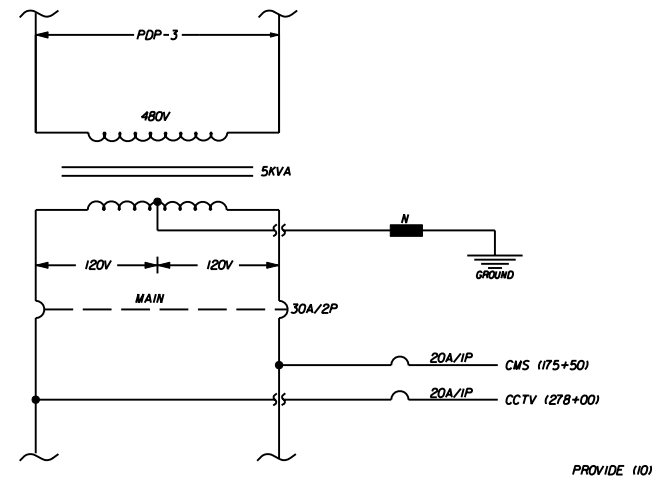 PDP-3
480V
5KVA
N
120V 120V
GROUND
MAIN
30A/2P
20A/1P
CMS (175+50)
20A/1P
CCTV (278+00)
PROVIDE (10)